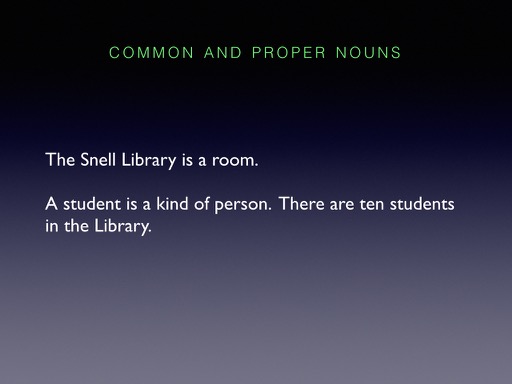 COMMON AND PROPER NOUNS
The Snell Library is a room.
A student is a kind of person. There are ten students
in the Library.